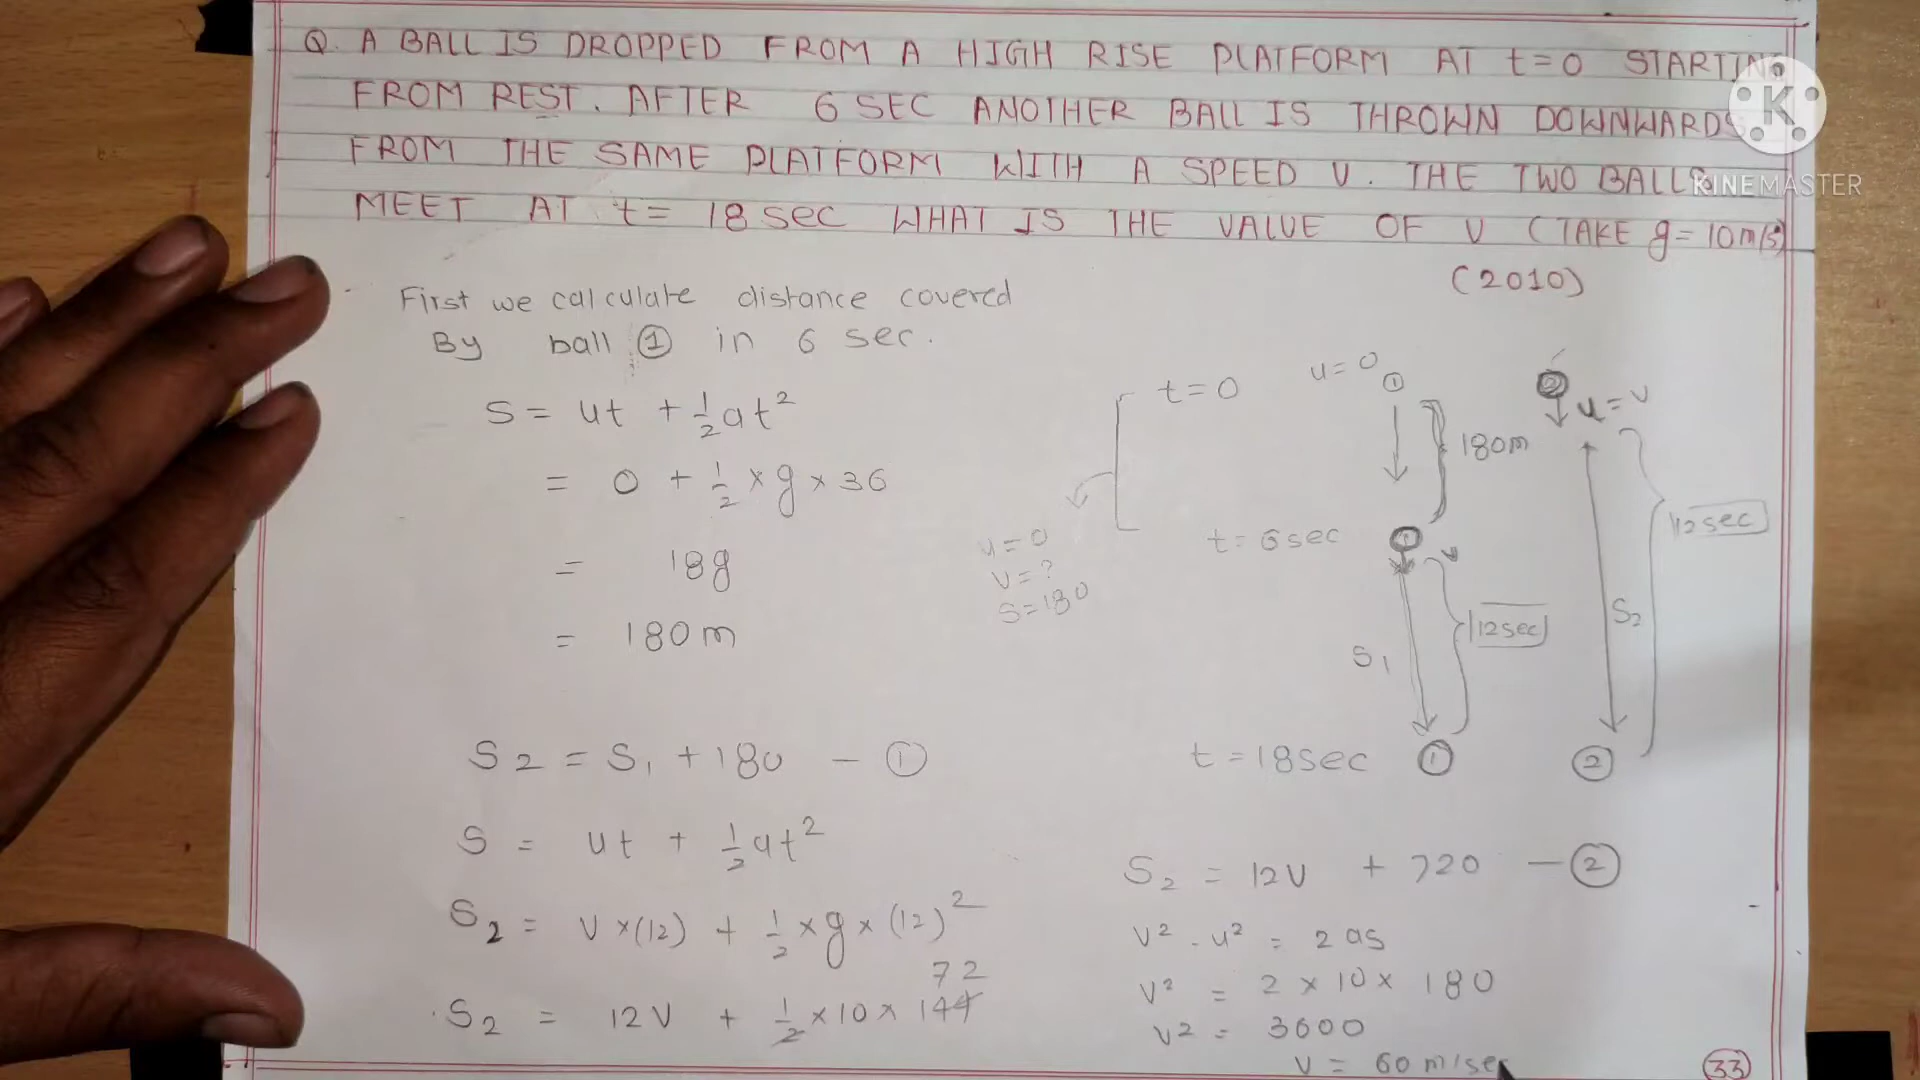 Q. A BALL IS DROPPED FROM A HIGH RISE PLATFORM AT t=0 STARTING
FROM REST. AFTER 6 SEC ANOTHER BALL IS THROWN DOWNWARDS
FROM THE SAME PLATFORM WITH A SPEED V. THE TWO BALLS
MEET AT t= 18 SEC WHAT IS THE VALUE OF V (TAKE g= 10m/s)
(2010)
K
KINEMASTER
First we calculate distance covered
By ball ① in 6 sec.
S = ut + 1/2 at²
= 0 + 1/2 × g × 36
= 18g
= 180 m
S2 = S1 + 180 — ①
S = ut + 1/2 at²
S2 = V×(12) + 1/2 × g × (12)²
72
S2 = 12V + 1/2 ×10× 144
t=0
u=0
①
180m
②
u=v
12sec
u=0
v=?
S=180
t=6sec
①
v
12sec
S1
S2
t=18sec
①
②
S2 = 12V + 720 — ②
V² - u² = 2as
V² = 2 × 10 × 180
V² = 3600
V = 60 m/sec
33